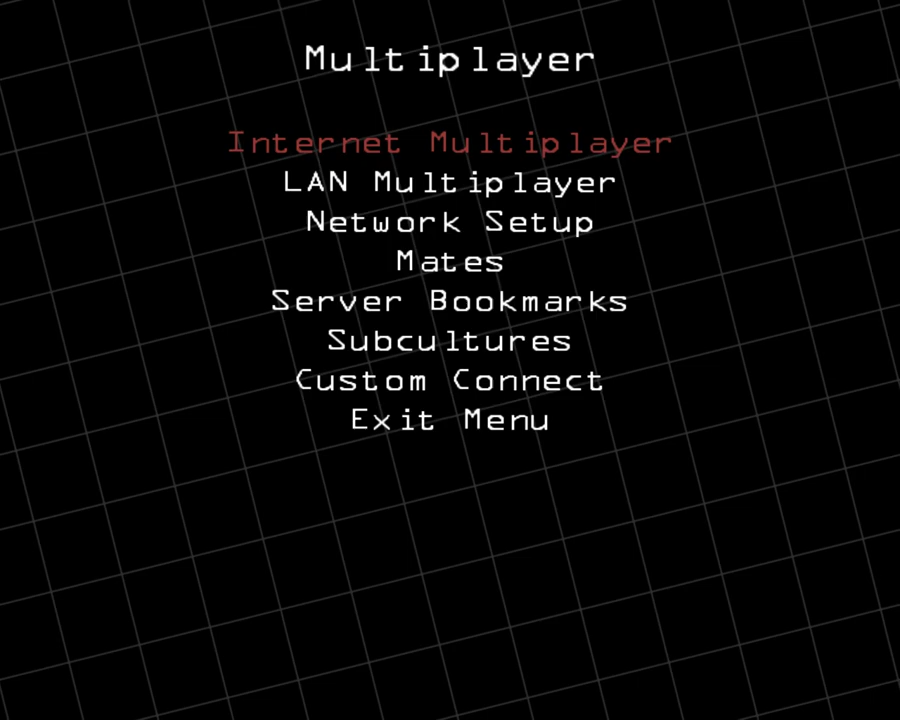 Multiplayer
Internet Multiplayer
LAN Multiplayer
Network Setup
Mates
Server Bookmarks
Subcultures
Custom Connect
Exit Menu